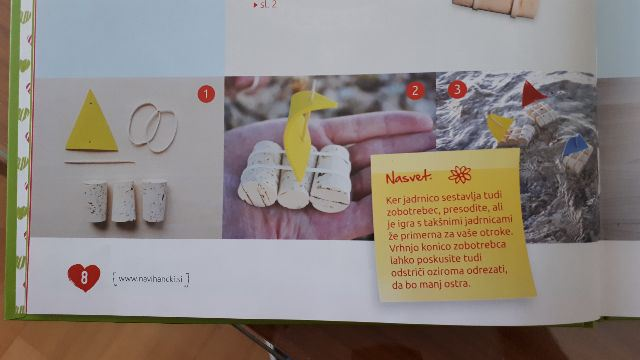 ▸ sl. 2
1
2
3
Nasvet
Ker jadrnico sestavlja tudi
zobotrebec, presodite, ali
je igra s takšnimi jadrnicami
že primerna za vaše otroke.
Vrhnjo konico zobotrebca
lahko poskusite tudi
odstriči oziroma odrezati,
da bo manj ostra.
8
[www.navihancki.si]